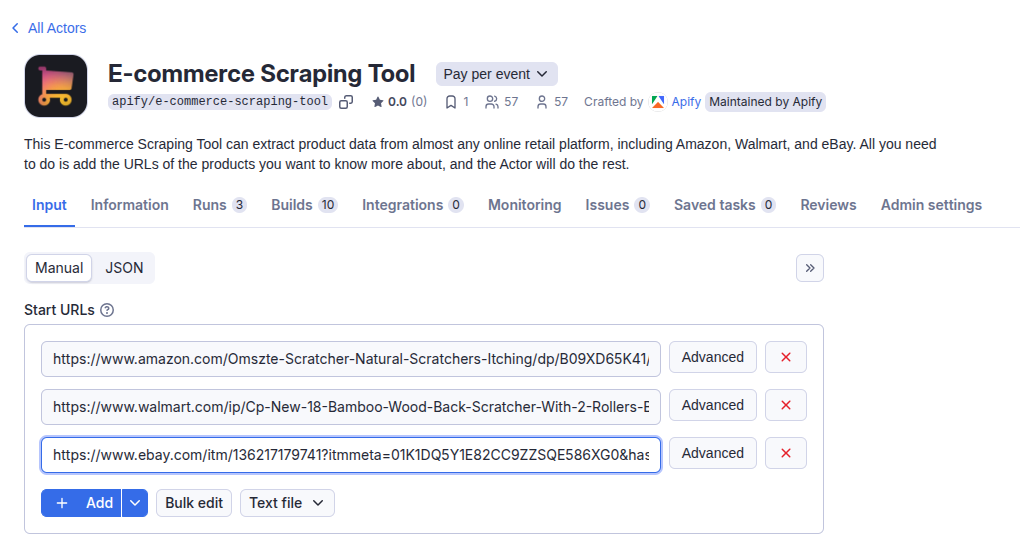 All Actors
E-commerce Scraping Tool Pay per event
apify/e-commerce-scraping-tool 0.0 (0) 1 57 57 Crafted by Apify Maintained by Apify
This E-commerce Scraping Tool can extract product data from almost any online retail platform, including Amazon, Walmart, and eBay. All you need
to do is add the URLs of the products you want to know more about, and the Actor will do the rest.
Input Information Runs 3 Builds 10 Integrations 0 Monitoring Issues 0 Saved tasks 0 Reviews Admin settings
Manual JSON
Start URLs
https://www.amazon.com/Omszte-Scratcher-Natural-Scratchers-Itching/dp/B09XD65K41/ Advanced
https://www.walmart.com/ip/Cp-New-18-Bamboo-Wood-Back-Scratcher-With-2-Rollers-E Advanced
https://www.ebay.com/itm/136217179741?itmmeta=01K1DQ5Y1E82CC9ZZSQE586XG0&has Advanced
+ Add Bulk edit Text file